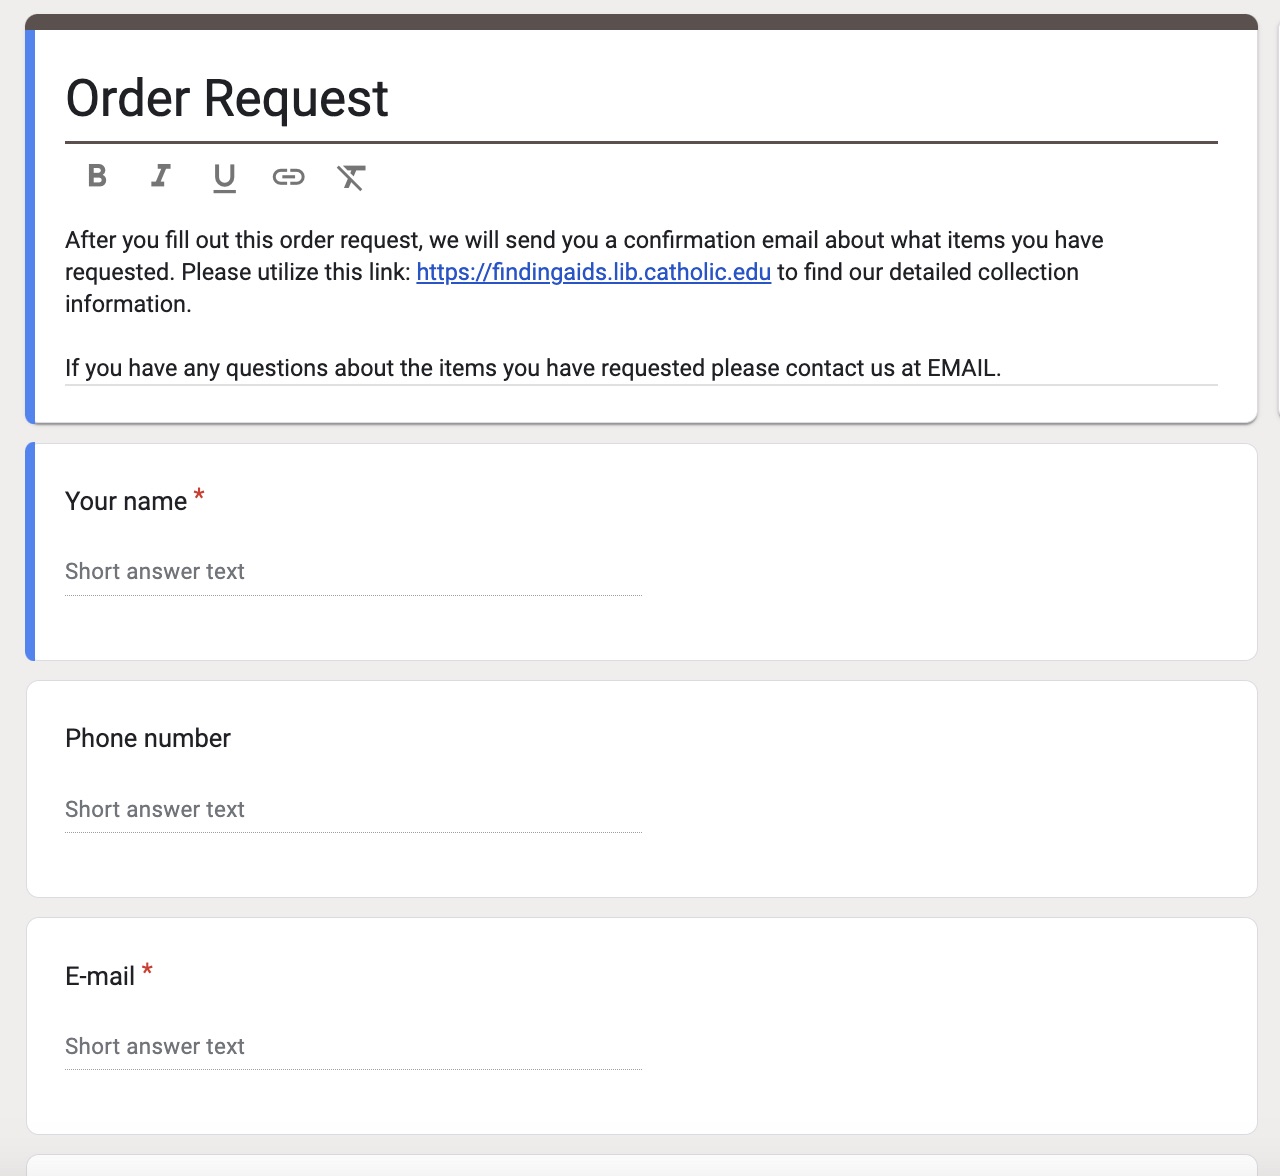 Order Request
B I U
After you fill out this order request, we will send you a confirmation email about what items you have
requested. Please utilize this link: https://findingaids.lib.catholic.edu to find our detailed collection
information.
If you have any questions about the items you have requested please contact us at EMAIL.
Your name *
Short answer text
Phone number
Short answer text
E-mail *
Short answer text